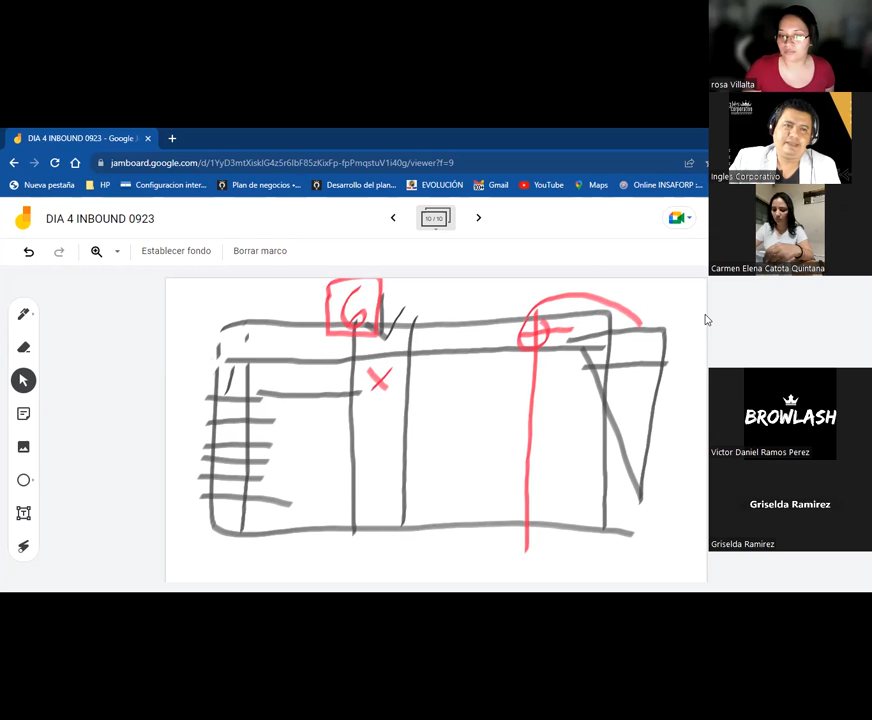 rosa Villalta
Ingles Corporativo
Carmen Elena Catota Quintana
BROWLASH
Victor Daniel Ramos Perez
Griselda Ramirez
Griselda Ramirez
DIA 4 INBOUND 0923 - Google J
jamboard.google.com/d/1YyD3mtXisklG4z5r6IbF85zKixFp-fpPmqstuV1i40g/viewer?f=9
Nueva pestaña
HP
Configuracion inter...
Plan de negocios -...
Desarrollo del plan...
EVOLUCIÓN
Gmail
YouTube
Maps
Online INSAFORP :...
DIA 4 INBOUND 0923
10 / 10
Establecer fondo
Borrar marco
6
X